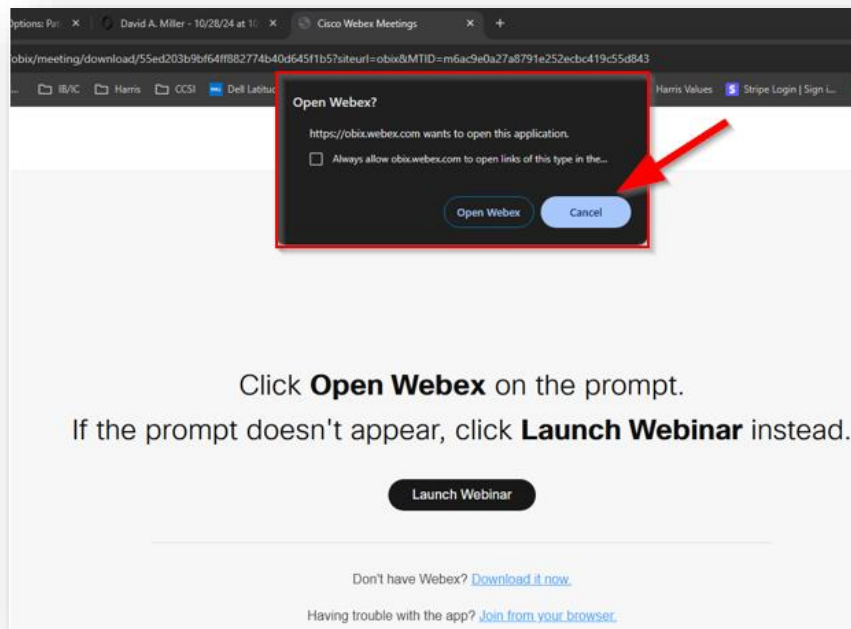 Options: Pat
David A. Miller - 10/28/24 at 10
Cisco Webex Meetings
obix/meeting/download/55ed203b9bf64ff882774b40d645f1b5?siteurl=obix&MTID=m6ac9e0a27a8791e252ecbc419c55d843
IB/IC Harris CCSI Dell Latitud Harris Values Stripe Login | Sign i...
Open Webex?
https://obix.webex.com wants to open this application.
Always allow obix.webex.com to open links of this type in the...
Open Webex Cancel
Click Open Webex on the prompt.
If the prompt doesn't appear, click Launch Webinar instead.
Launch Webinar
Don't have Webex? Download it now.
Having trouble with the app? Join from your browser.